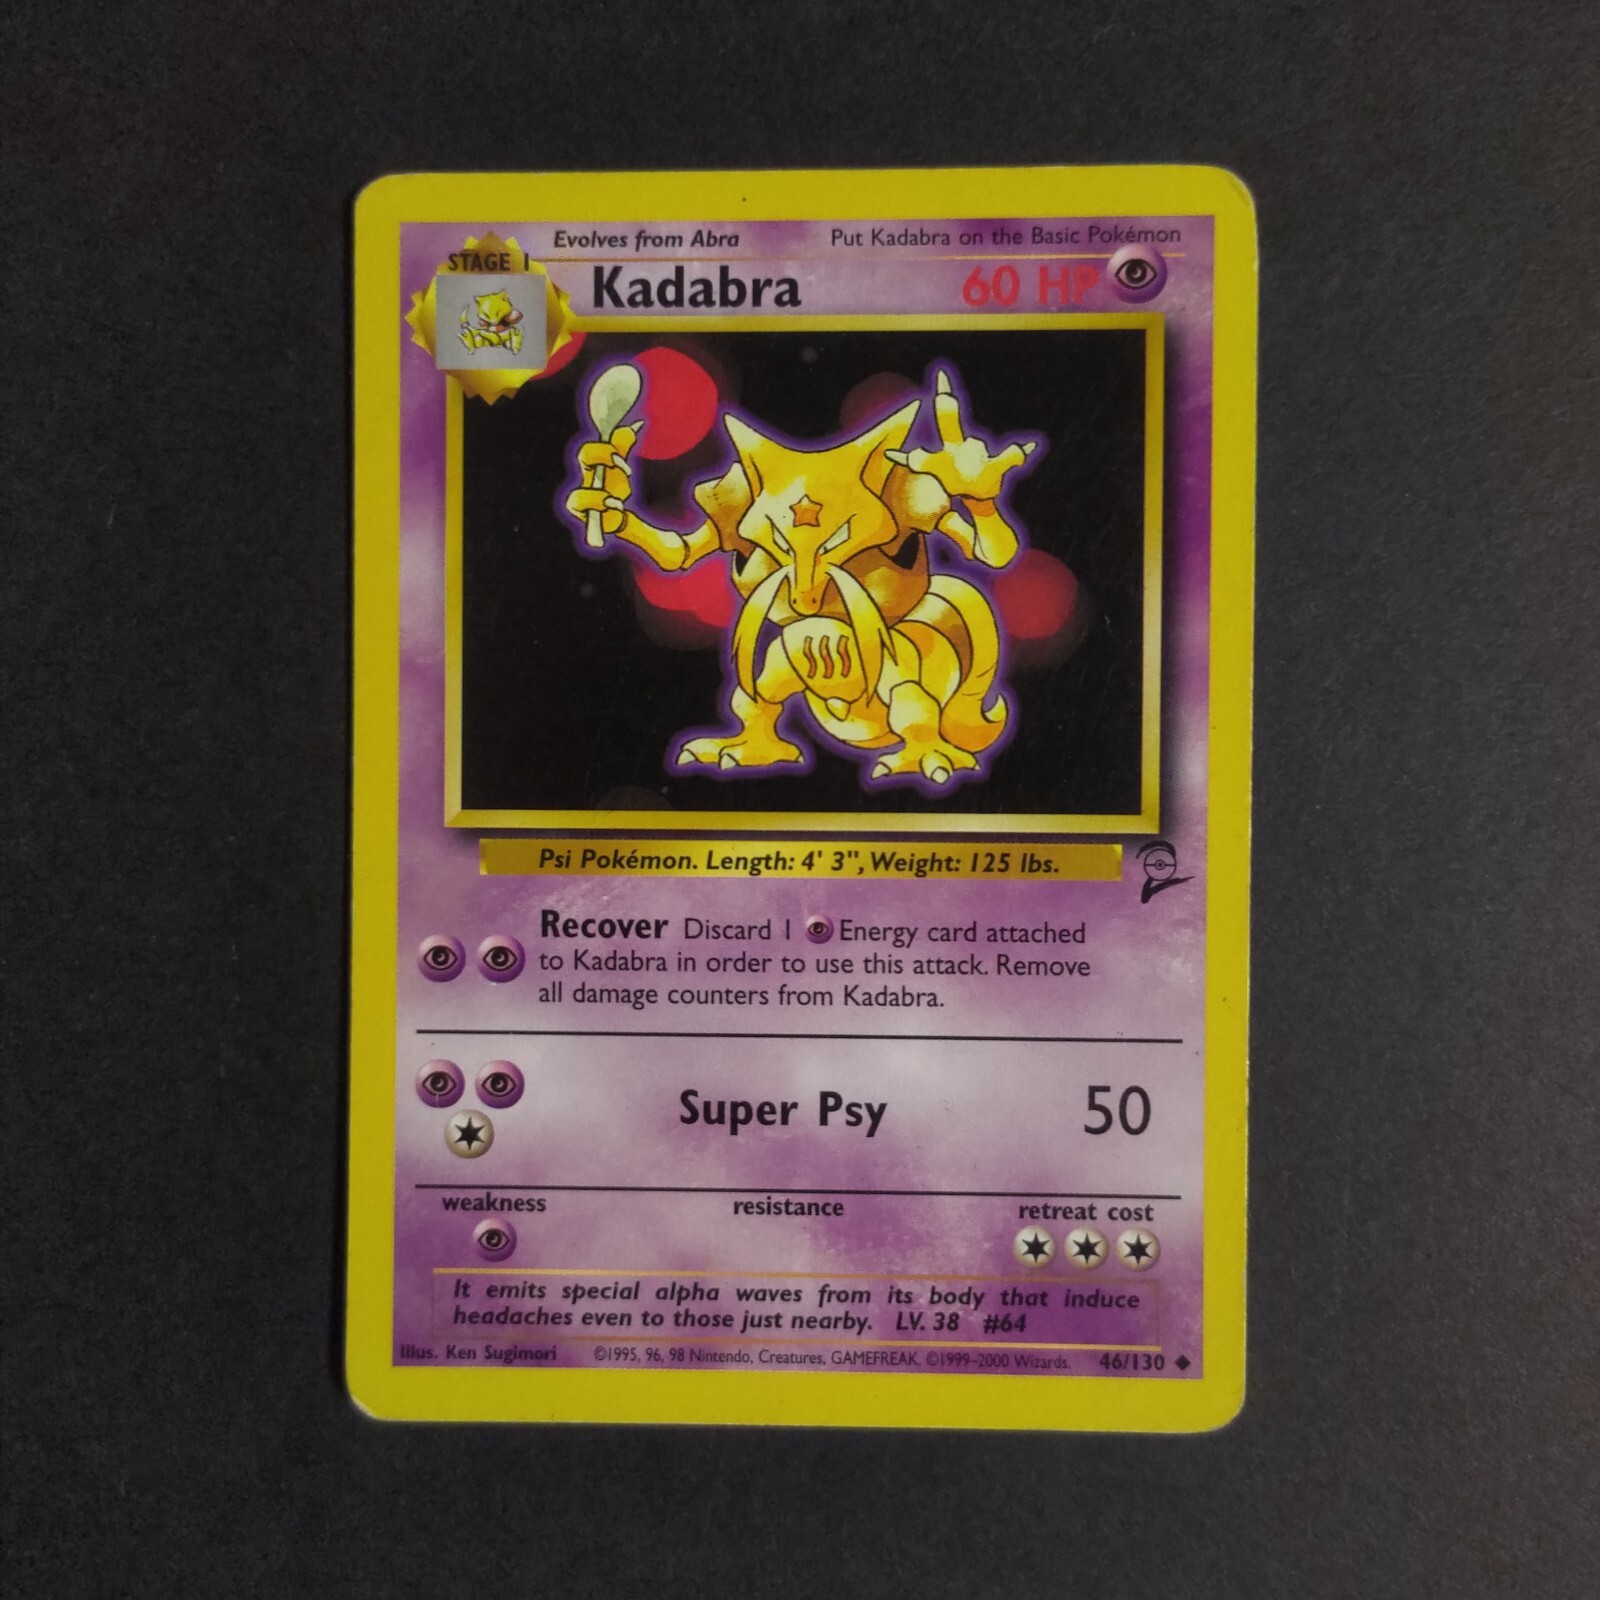 Evolves from Abra Put Kadabra on the Basic Pokémon
STAGE 1
Kadabra 60 HP
Psi Pokémon. Length: 4' 3", Weight: 125 lbs.
Recover Discard 1 Energy card attached
to Kadabra in order to use this attack. Remove
all damage counters from Kadabra.
Super Psy 50
weakness resistance retreat cost
It emits special alpha waves from its body that induce
headaches even to those just nearby. LV. 38 #64
Illus. Ken Sugimori ©1995, 96, 98 Nintendo, Creatures, GAMEFREAK. ©1999-2000 Wizards. 46/130